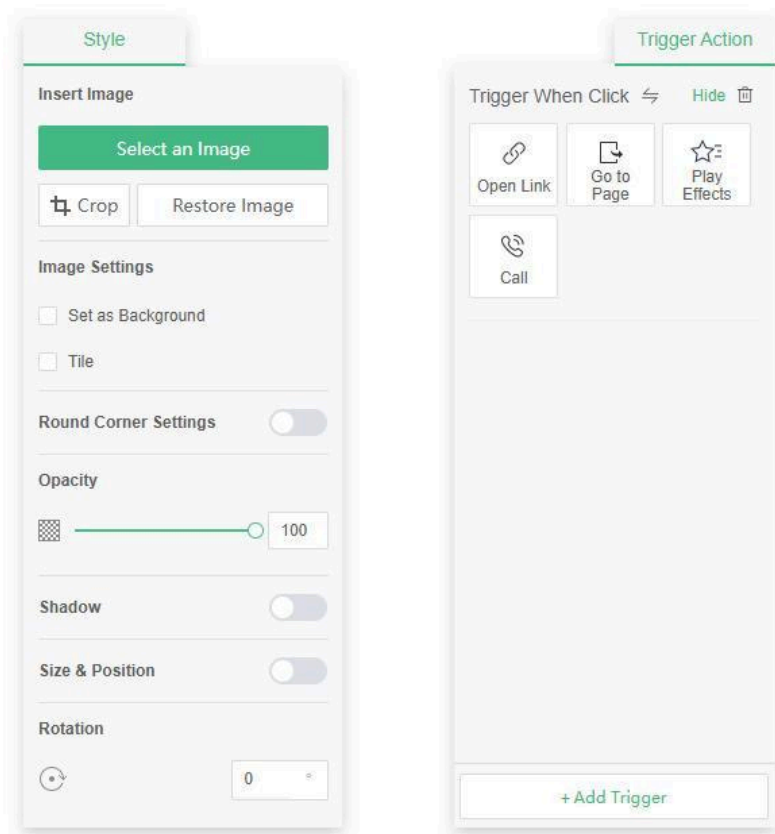 Style
Insert Image
Select an Image
Crop
Restore Image
Image Settings
Set as Background
Tile
Round Corner Settings
Opacity
100
Shadow
Size & Position
Rotation
0 °
Trigger Action
Trigger When Click
Hide
Open Link
Go to
Page
Play
Effects
Call
+ Add Trigger